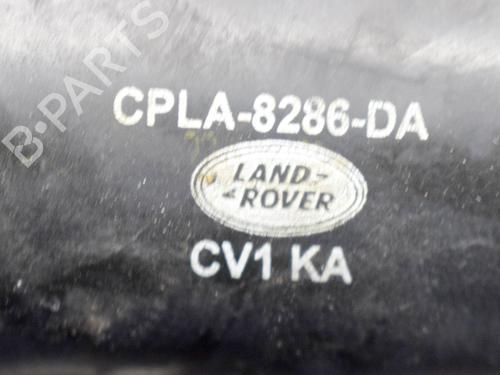 CPLA-8286-DA
LAND-
-ROVER
CV1 KA
B-PARTS